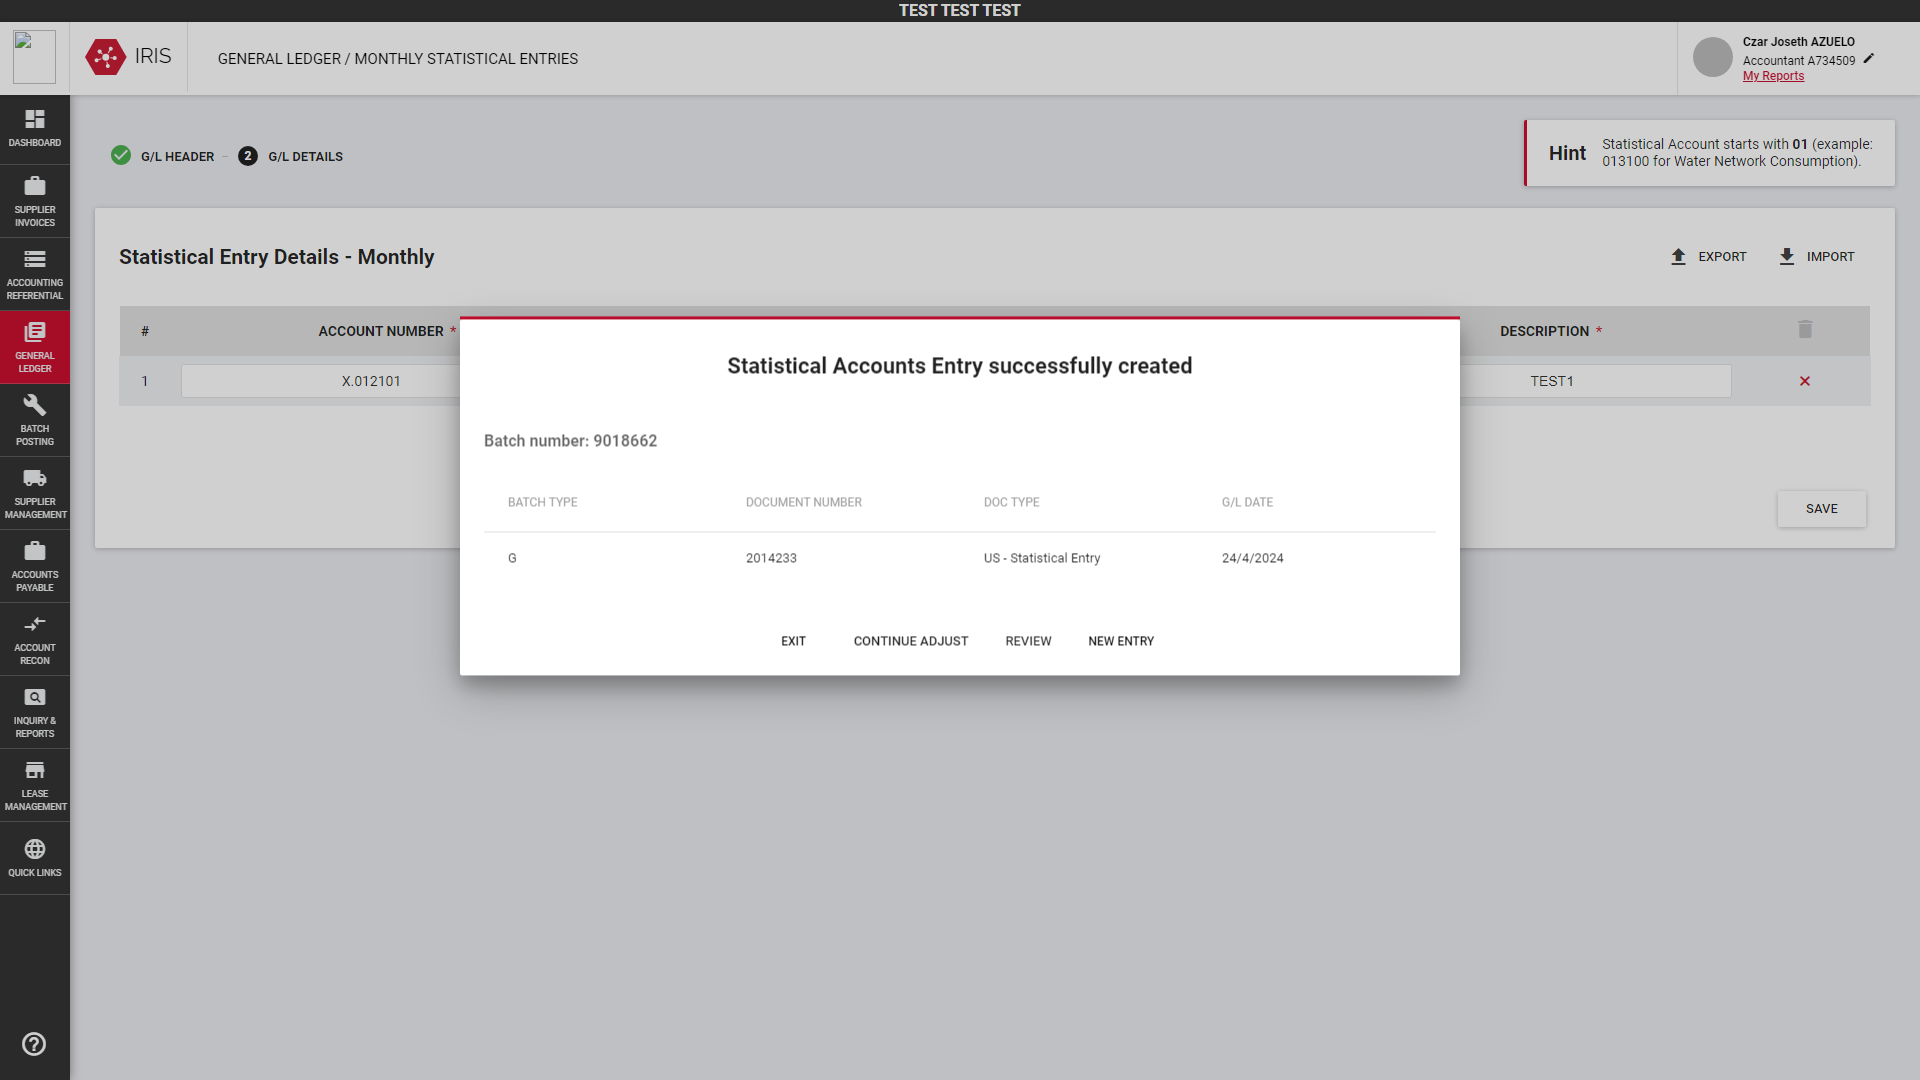 TEST TEST TEST
IRIS
GENERAL LEDGER / MONTHLY STATISTICAL ENTRIES
Czar Joseth AZUELO
Accountant A734509
My Reports
DASHBOARD
SUPPLIER
INVOICES
ACCOUNTING
REFERENTIAL
GENERAL
LEDGER
BATCH
POSTING
SUPPLIER
MANAGEMENT
ACCOUNTS
PAYABLE
ACCOUNT
RECON
INQUIRY &
REPORTS
LEASE
MANAGEMENT
QUICK LINKS
G/L HEADER – 2 G/L DETAILS
Hint
Statistical Account starts with 01 (example:
013100 for Water Network Consumption).
Statistical Entry Details - Monthly
EXPORT
IMPORT
# ACCOUNT NUMBER * DESCRIPTION *
1 X.012101 TEST1
SAVE
Statistical Accounts Entry successfully created
Batch number: 9018662
BATCH TYPE DOCUMENT NUMBER DOC TYPE G/L DATE
G 2014233 US - Statistical Entry 24/4/2024
EXIT CONTINUE ADJUST REVIEW NEW ENTRY